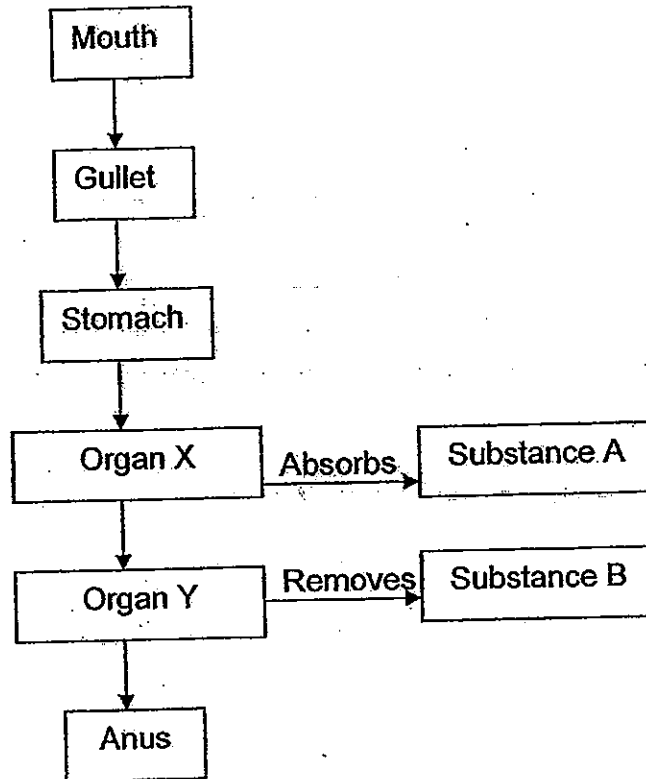 Mouth
Gullet
Stomach
Organ X
Absorbs
Substance A
Organ Y
Removes
Substance B
Anus